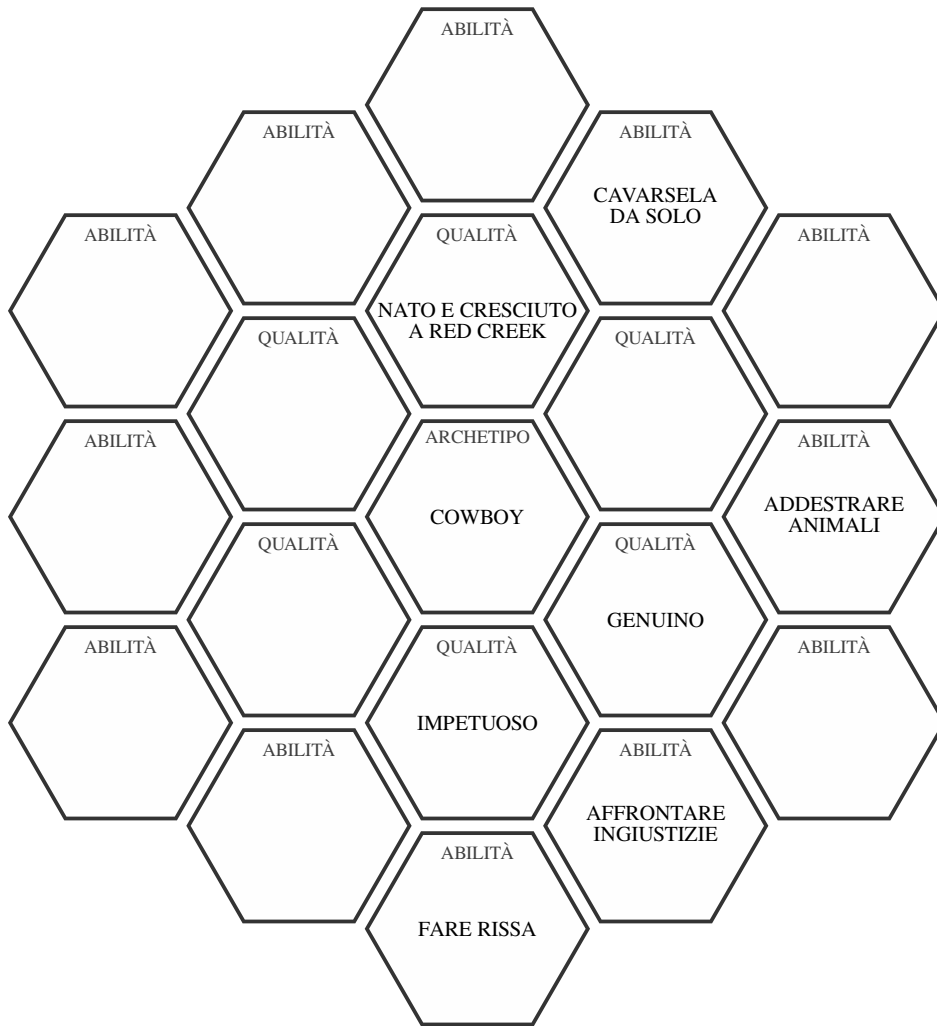 ABILITÀ
ABILITÀ
ABILITÀ
CAVARSELA
DA SOLO
ABILITÀ
QUALITÀ
NATO E CRESCIUTO
A RED CREEK
ABILITÀ
QUALITÀ
QUALITÀ
ABILITÀ
ARCHETIPO
COWBOY
ABILITÀ
ADDESTRARE
ANIMALI
QUALITÀ
QUALITÀ
GENUINO
ABILITÀ
QUALITÀ
IMPETUOSO
ABILITÀ
ABILITÀ
ABILITÀ
AFFRONTARE
INGIUSTIZIE
ABILITÀ
FARE RISSA